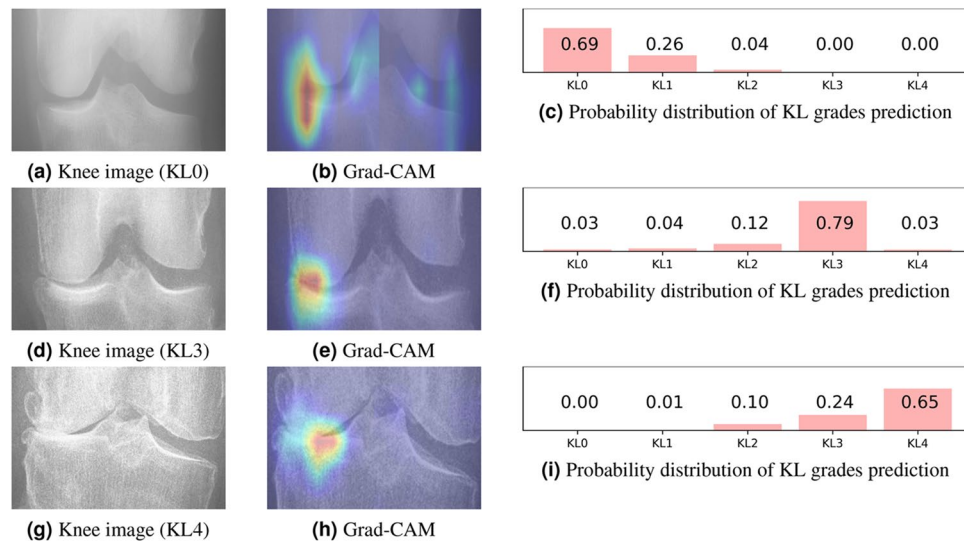 0.69 0.26 0.04 0.00 0.00
KL0 KL1 KL2 KL3 KL4
(a) Knee image (KL0)
(b) Grad-CAM
(c) Probability distribution of KL grades prediction
0.03 0.04 0.12 0.79 0.03
KL0 KL1 KL2 KL3 KL4
(d) Knee image (KL3)
(e) Grad-CAM
(f) Probability distribution of KL grades prediction
0.00 0.01 0.10 0.24 0.65
KL0 KL1 KL2 KL3 KL4
(g) Knee image (KL4)
(h) Grad-CAM
(i) Probability distribution of KL grades prediction